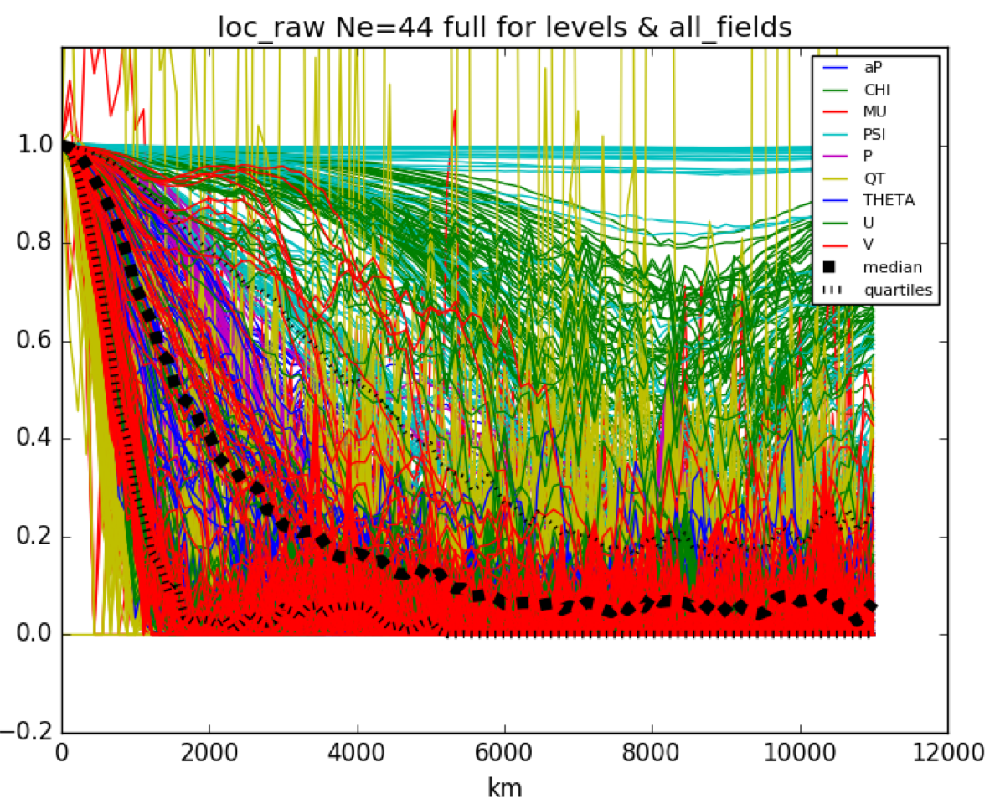 loc_raw Ne=44 full for levels & all_fields
aP
CHI
MU
PSI
P
QT
THETA
U
V
median
quartiles
1.0
0.8
0.6
0.4
0.2
0.0
−0.2
0 2000 4000 6000 8000 10000 12000
km